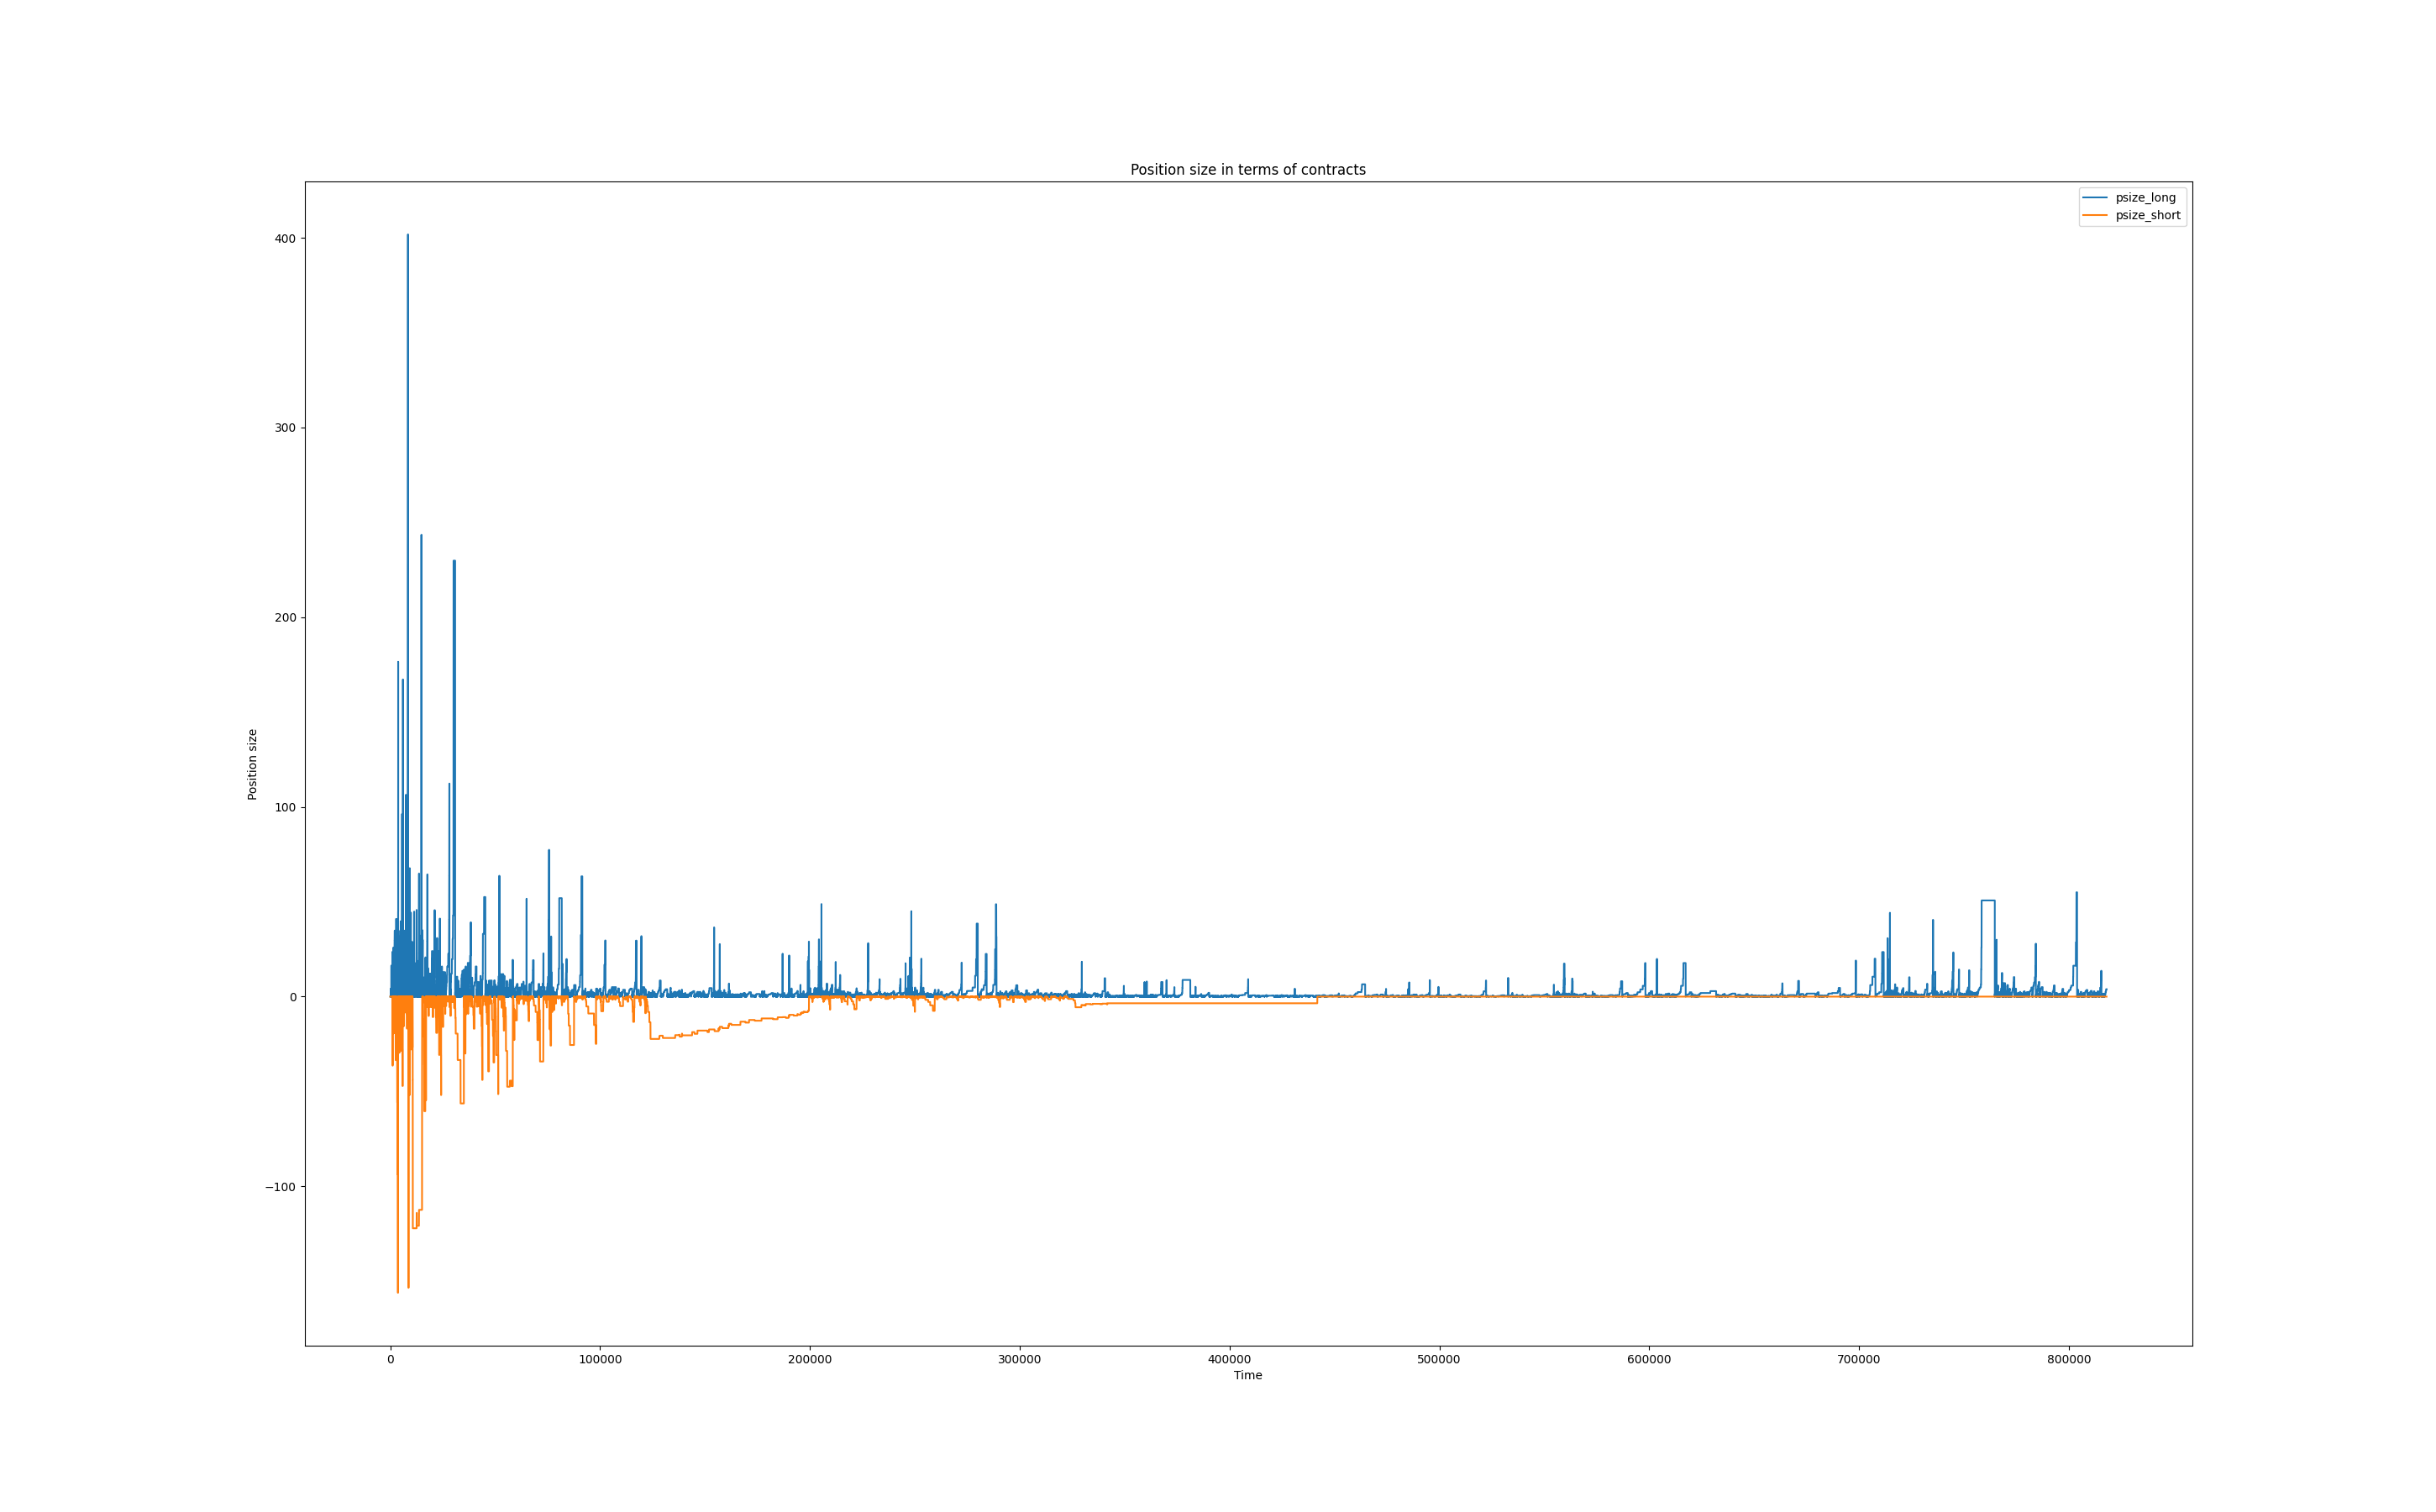 Position size in terms of contracts
psize_long
psize_short
400
300
200
100
0
−100
Position size
0 100000 200000 300000 400000 500000 600000 700000 800000
Time